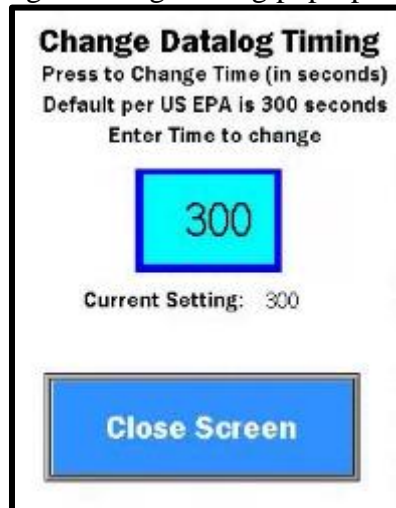 Change Datalog Timing
Press to Change Time (in seconds)
Default per US EPA is 300 seconds
Enter Time to change
300
Current Setting: 300
Close Screen